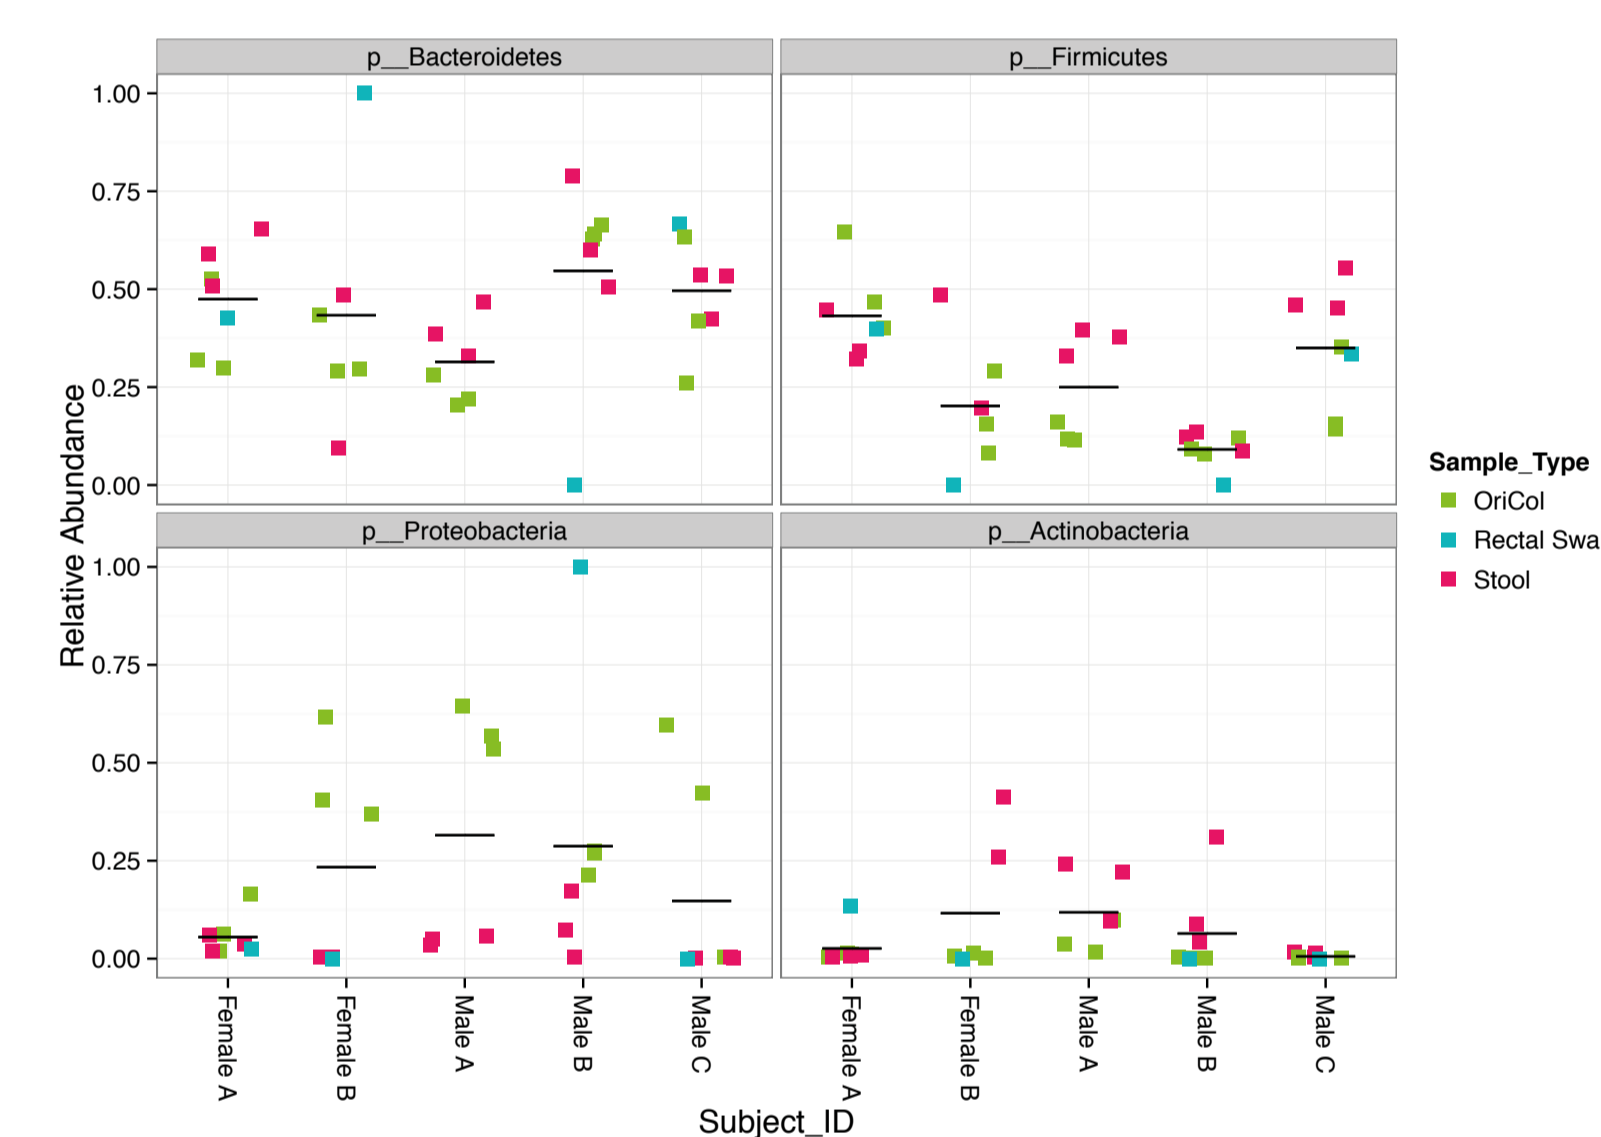 p__Bacteroidetes
p__Firmicutes
1.00
0.75
0.50
0.25
0.00
p__Proteobacteria
p__Actinobacteria
1.00
0.75
0.50
0.25
0.00
Relative Abundance
Female A
Female B
Male A
Male B
Male C
Female A
Female B
Male A
Male B
Male C
Subject_ID
Sample_Type
OriCol
Rectal Swa
Stool